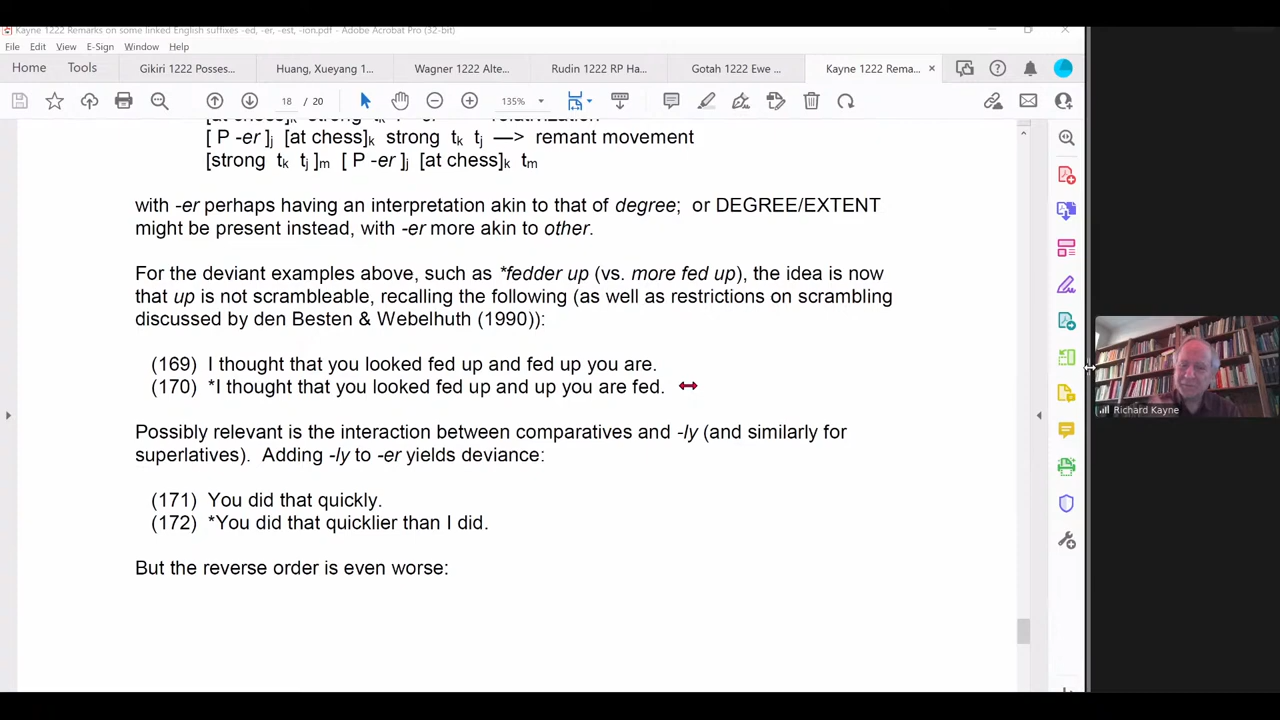 Kayne 1222 Remarks on some linked English suffixes -ed, -er, -est, -ion.pdf - Adobe Acrobat Pro (32-bit)
File Edit View E-Sign Window Help
Home Tools Gikiri 1222 Posses... Huang, Xueyang 1... Wagner 1222 Alte... Rudin 1222 RP Ha... Gotah 1222 Ewe ... Kayne 1222 Rema... ×
18 / 20 135%
[at chess]k strong tk
[ P -er ]j [at chess]k strong tk tj —> remant movement
[strong tk tj ]m [ P -er ]j [at chess]k tm
with -er perhaps having an interpretation akin to that of degree; or DEGREE/EXTENT
might be present instead, with -er more akin to other.
For the deviant examples above, such as *fedder up (vs. more fed up), the idea is now
that up is not scrambleable, recalling the following (as well as restrictions on scrambling
discussed by den Besten & Webelhuth (1990)):
(169) I thought that you looked fed up and fed up you are.
(170) *I thought that you looked fed up and up you are fed.
Possibly relevant is the interaction between comparatives and -ly (and similarly for
superlatives). Adding -ly to -er yields deviance:
(171) You did that quickly.
(172) *You did that quicklier than I did.
But the reverse order is even worse:
Richard Kayne